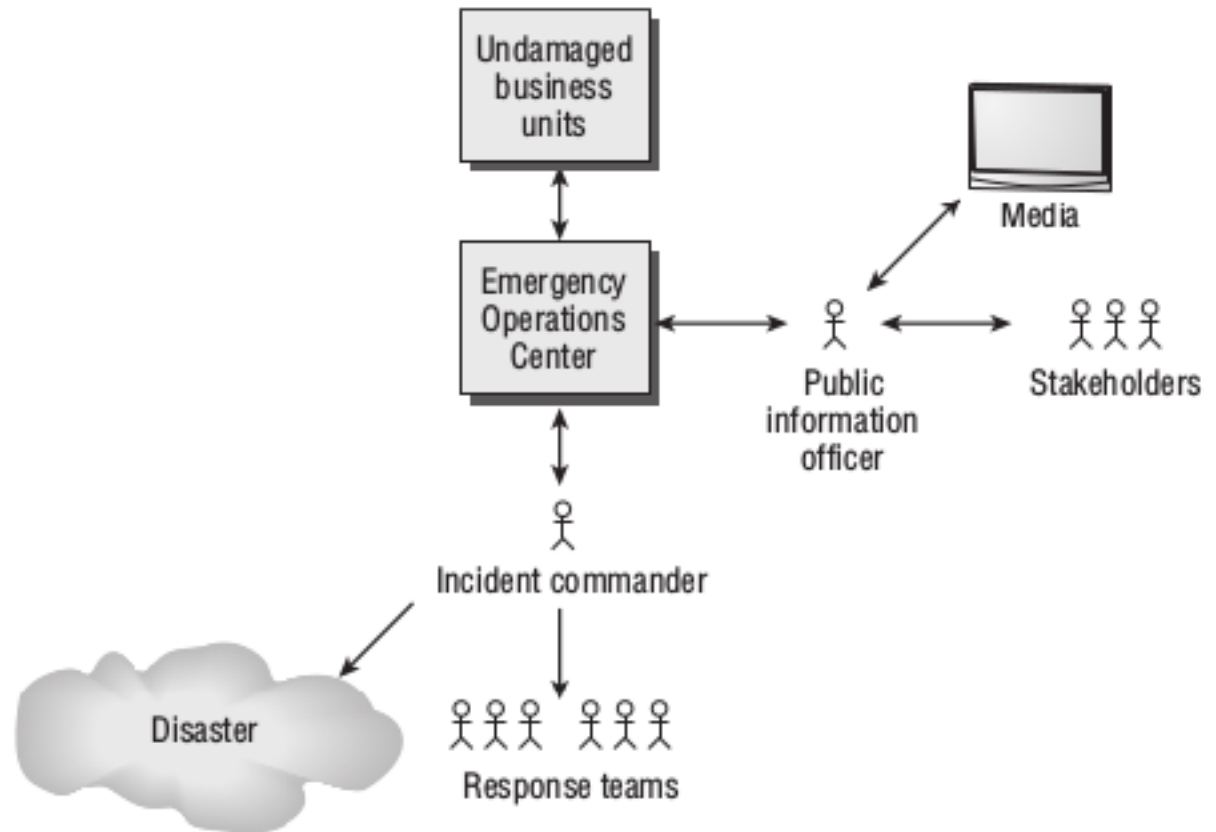 Undamaged
business
units
Media
Emergency
Operations
Center
Public
information
officer
Stakeholders
Incident commander
Disaster
Response teams